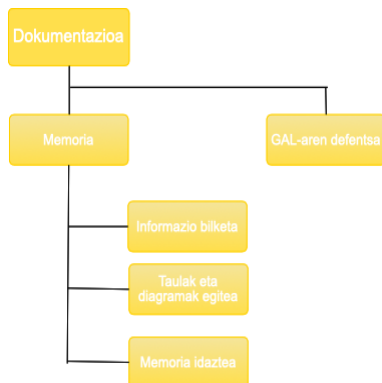 Dokumentazioa
Memoria
GAL-aren defentsa
Informazio bilketa
Taulak eta
diagramak egitea
Memoria idaztea